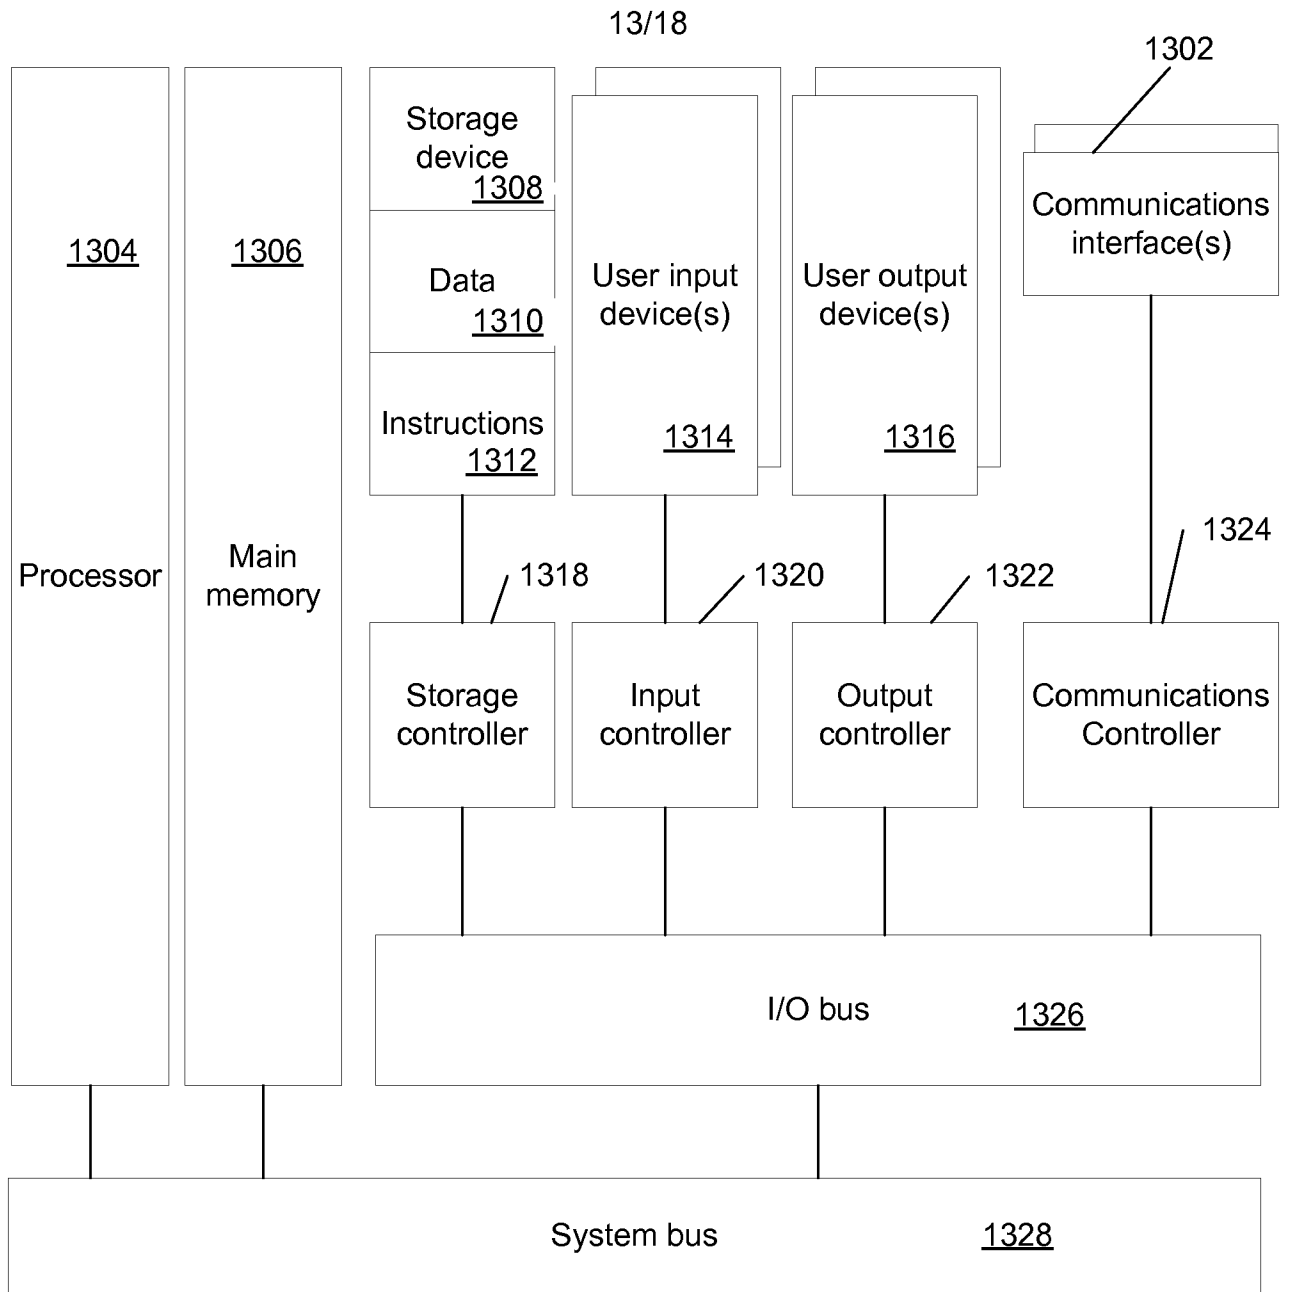 13/18
1302
Storage
device
1308
Communications
interface(s)
1304
1306
Data
1310
User input
device(s)
User output
device(s)
Instructions
1312
1314
1316
Processor
Main
memory
1318
1320
1322
1324
Storage
controller
Input
controller
Output
controller
Communications
Controller
I/O bus
1326
System bus
1328